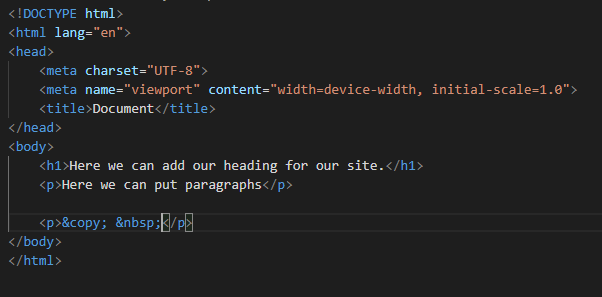 <!DOCTYPE html>
<html lang="en">
<head>
    <meta charset="UTF-8">
    <meta name="viewport" content="width=device-width, initial-scale=1.0">
    <title>Document</title>
</head>
<body>
    <h1>Here we can add our heading for our site.</h1>
    <p>Here we can put paragraphs</p>

    <p>&copy; &nbsp;</p>
</body>
</html>